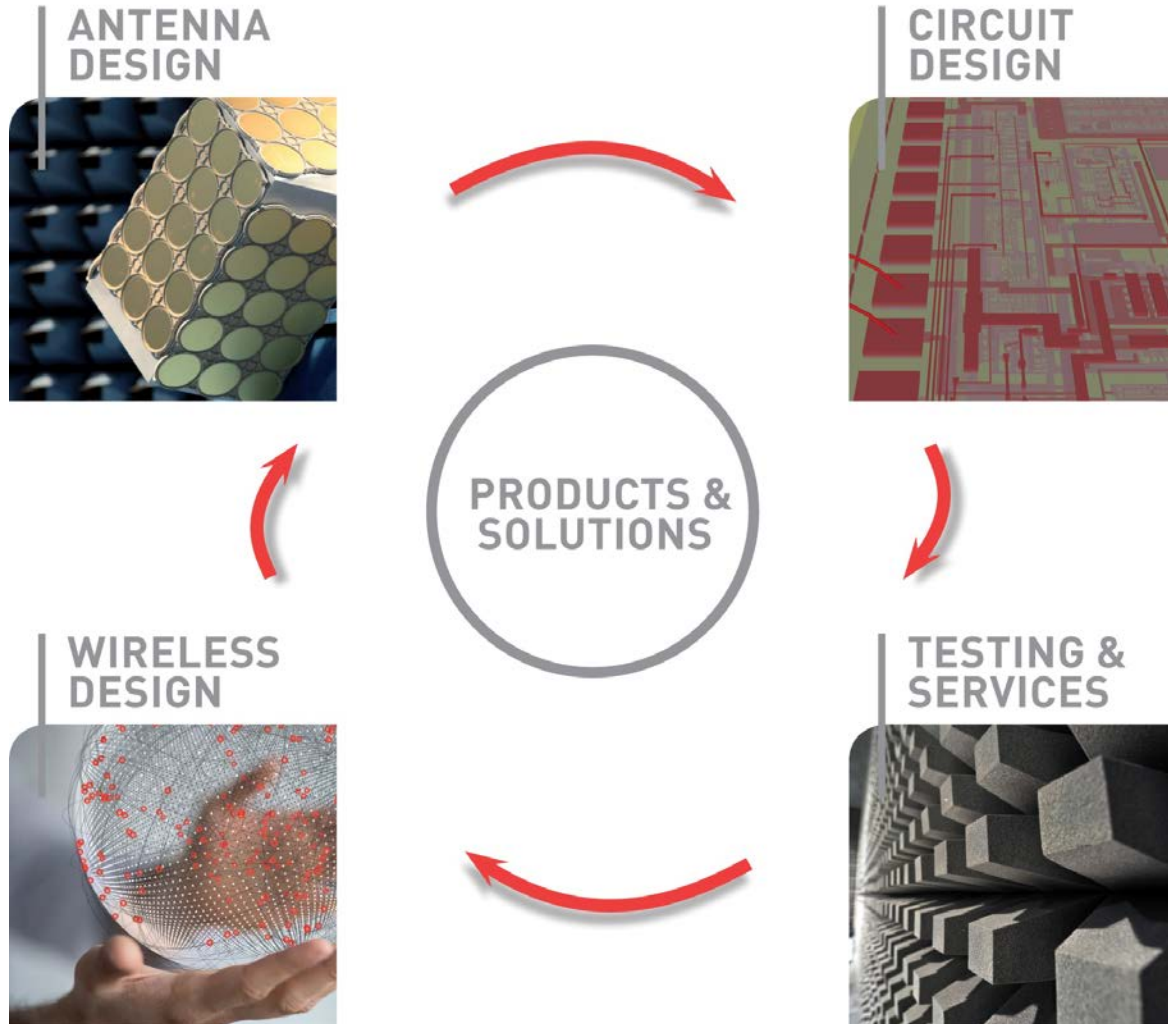 ANTENNA
DESIGN
CIRCUIT
DESIGN
PRODUCTS &
SOLUTIONS
WIRELESS
DESIGN
TESTING &
SERVICES